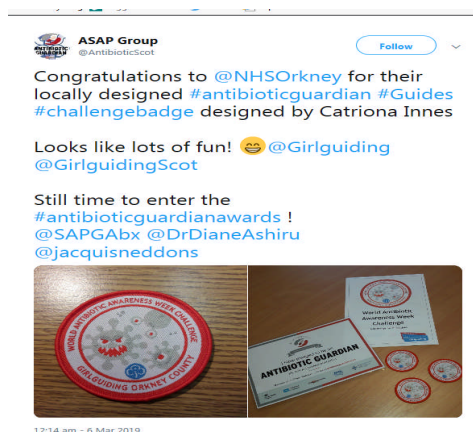 ASAP Group
@AntibioticScot
Follow
Congratulations to @NHSOrkney for their
locally designed #antibioticguardian #Guides
#challengebadge designed by Catriona Innes
Looks like lots of fun! 😄 @Girlguiding
@GirlguidingScot
Still time to enter the
#antibioticguardianawards !
@SAPGAbx @DrDianeAshiru
@jacquisneddons
WORLD ANTIBIOTIC AWARENESS WEEK CHALLENGE
GIRLGUIDING ORKNEY COUNTY
World Antibiotic
Awareness Week
Challenge
ANTIBIOTIC GUARDIAN
12:14 am - 6 Mar 2019